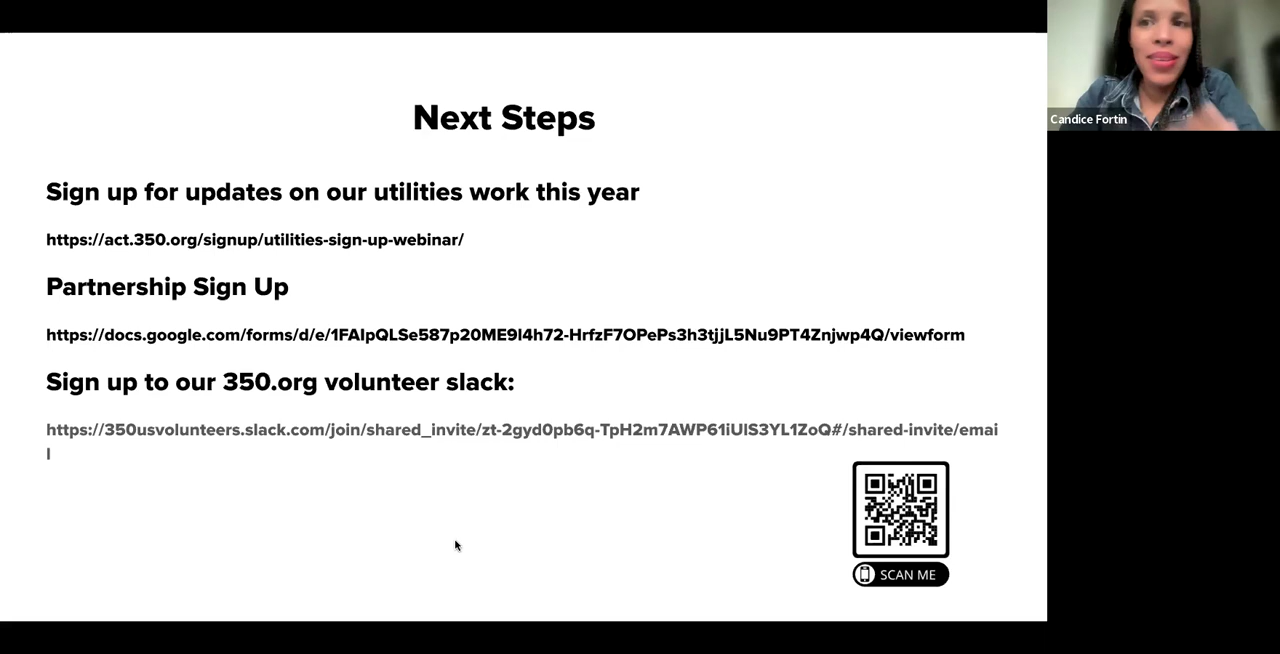 Next Steps
Sign up for updates on our utilities work this year
https://act.350.org/signup/utilities-sign-up-webinar/
Partnership Sign Up
https://docs.google.com/forms/d/e/1FAIpQLSe587p20ME9I4h72-HrfzF7OPePs3h3tjjL5Nu9PT4Znjwp4Q/viewform
Sign up to our 350.org volunteer slack:
https://350usvolunteers.slack.com/join/shared_invite/zt-2gyd0pb6q-TpH2m7AWP61iUIS3YL1ZoQ#/shared-invite/emai
l
SCAN ME
Candice Fortin